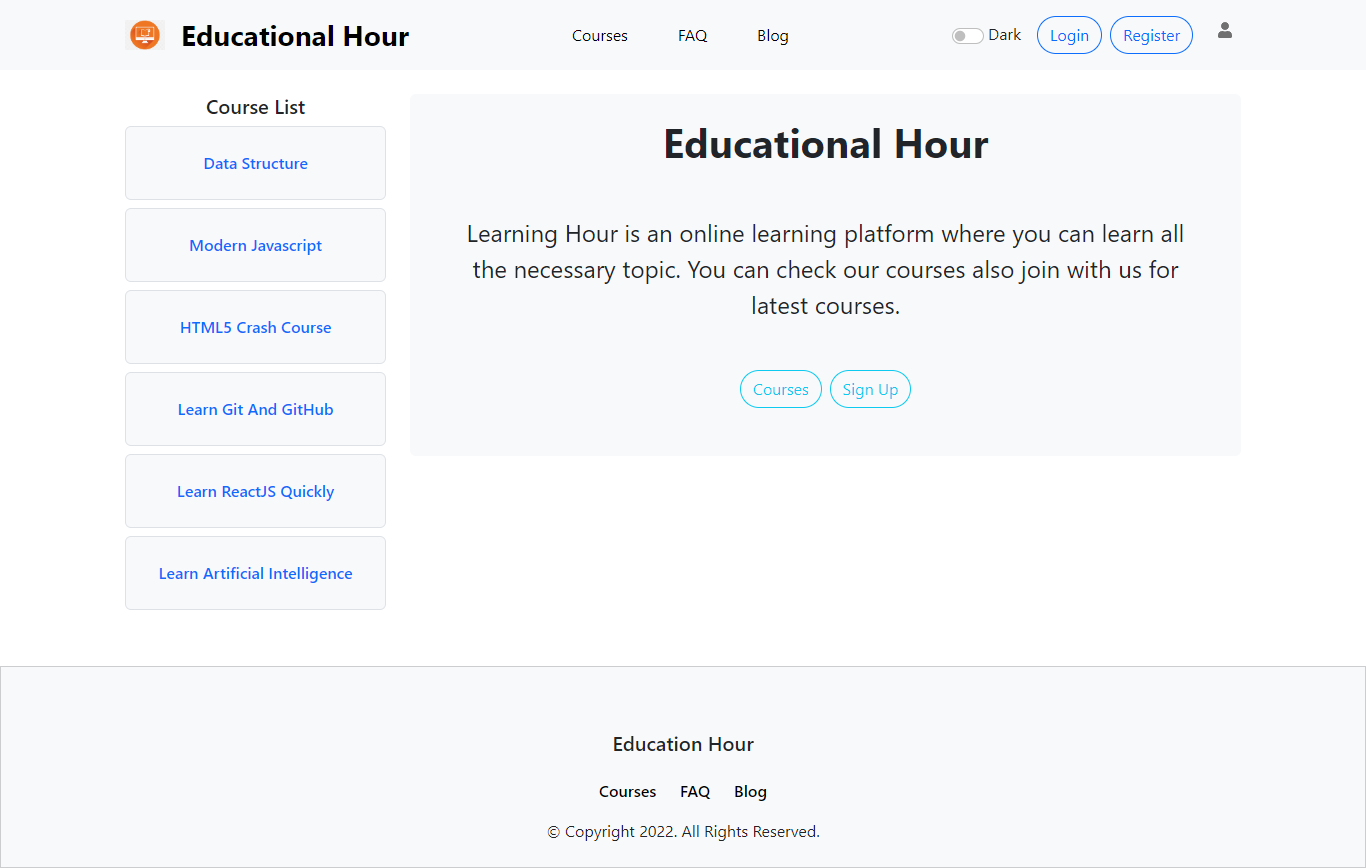 Educational Hour
Courses FAQ Blog
Dark Login Register
Course List
Data Structure
Modern Javascript
HTML5 Crash Course
Learn Git And GitHub
Learn ReactJS Quickly
Learn Artificial Intelligence
Educational Hour
Learning Hour is an online learning platform where you can learn all
the necessary topic. You can check our courses also join with us for
latest courses.
Courses Sign Up
Education Hour
Courses FAQ Blog
© Copyright 2022. All Rights Reserved.